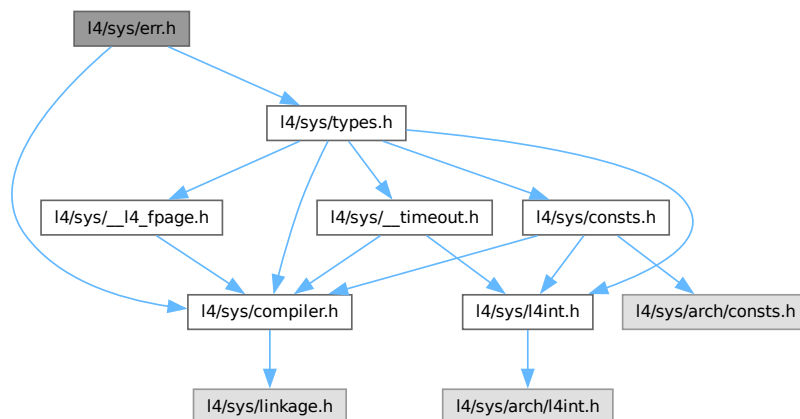 l4/sys/err.h
l4/sys/types.h
l4/sys/__l4_fpage.h
l4/sys/__timeout.h
l4/sys/consts.h
l4/sys/compiler.h
l4/sys/l4int.h
l4/sys/arch/consts.h
l4/sys/linkage.h
l4/sys/arch/l4int.h